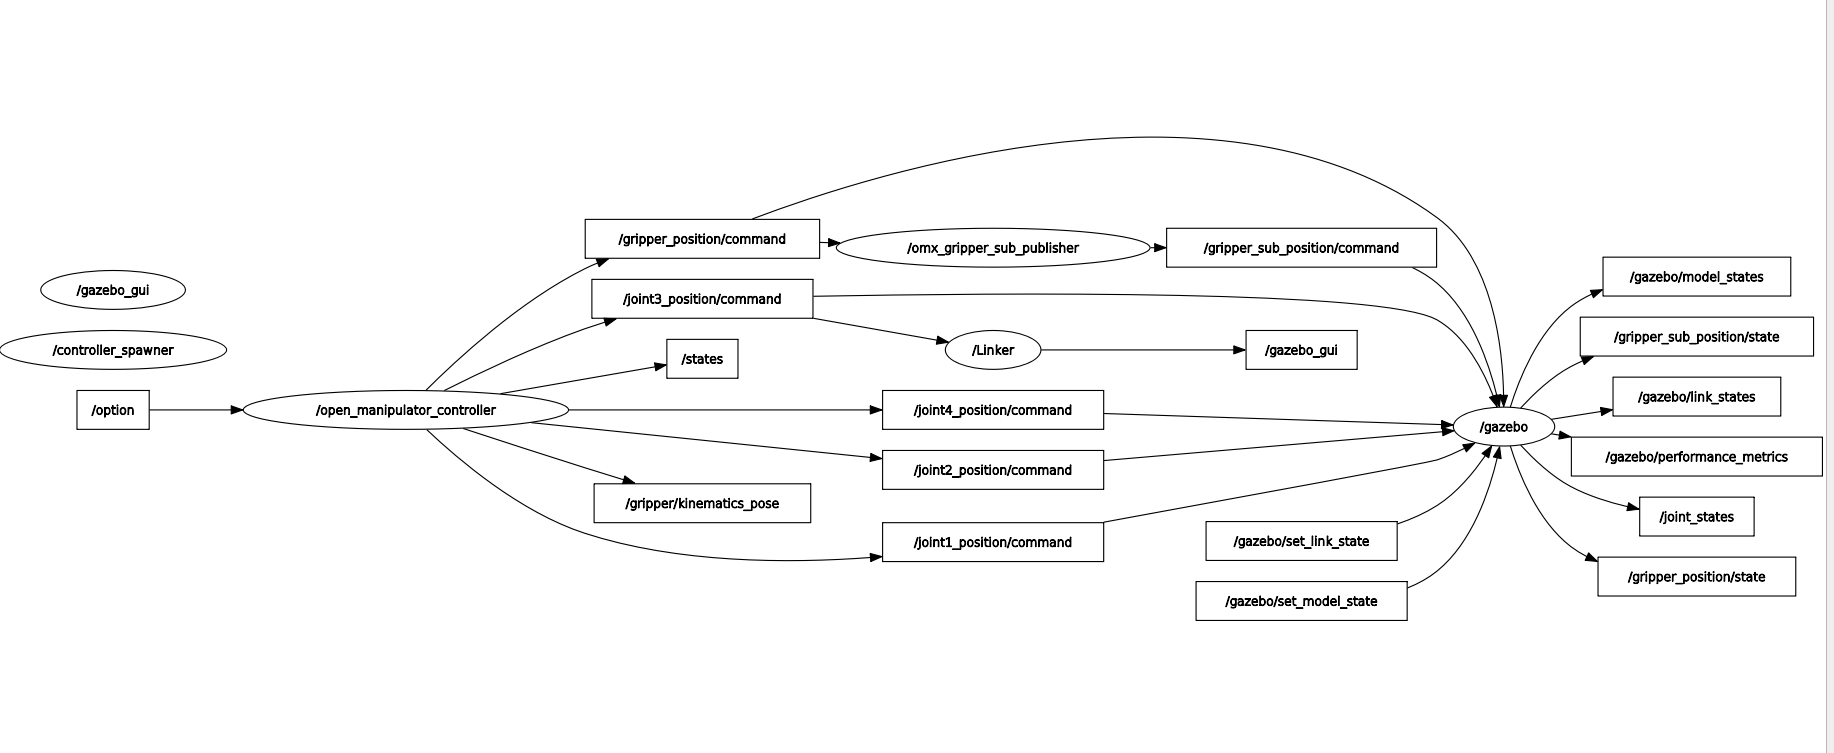 /gazebo_gui
/controller_spawner
/option
/open_manipulator_controller
/gripper_position/command
/joint3_position/command
/states
/gripper/kinematics_pose
/omx_gripper_sub_publisher
/Linker
/joint4_position/command
/joint2_position/command
/joint1_position/command
/gripper_sub_position/command
/gazebo_gui
/gazebo/set_link_state
/gazebo/set_model_state
/gazebo
/gazebo/model_states
/gripper_sub_position/state
/gazebo/link_states
/gazebo/performance_metrics
/joint_states
/gripper_position/state